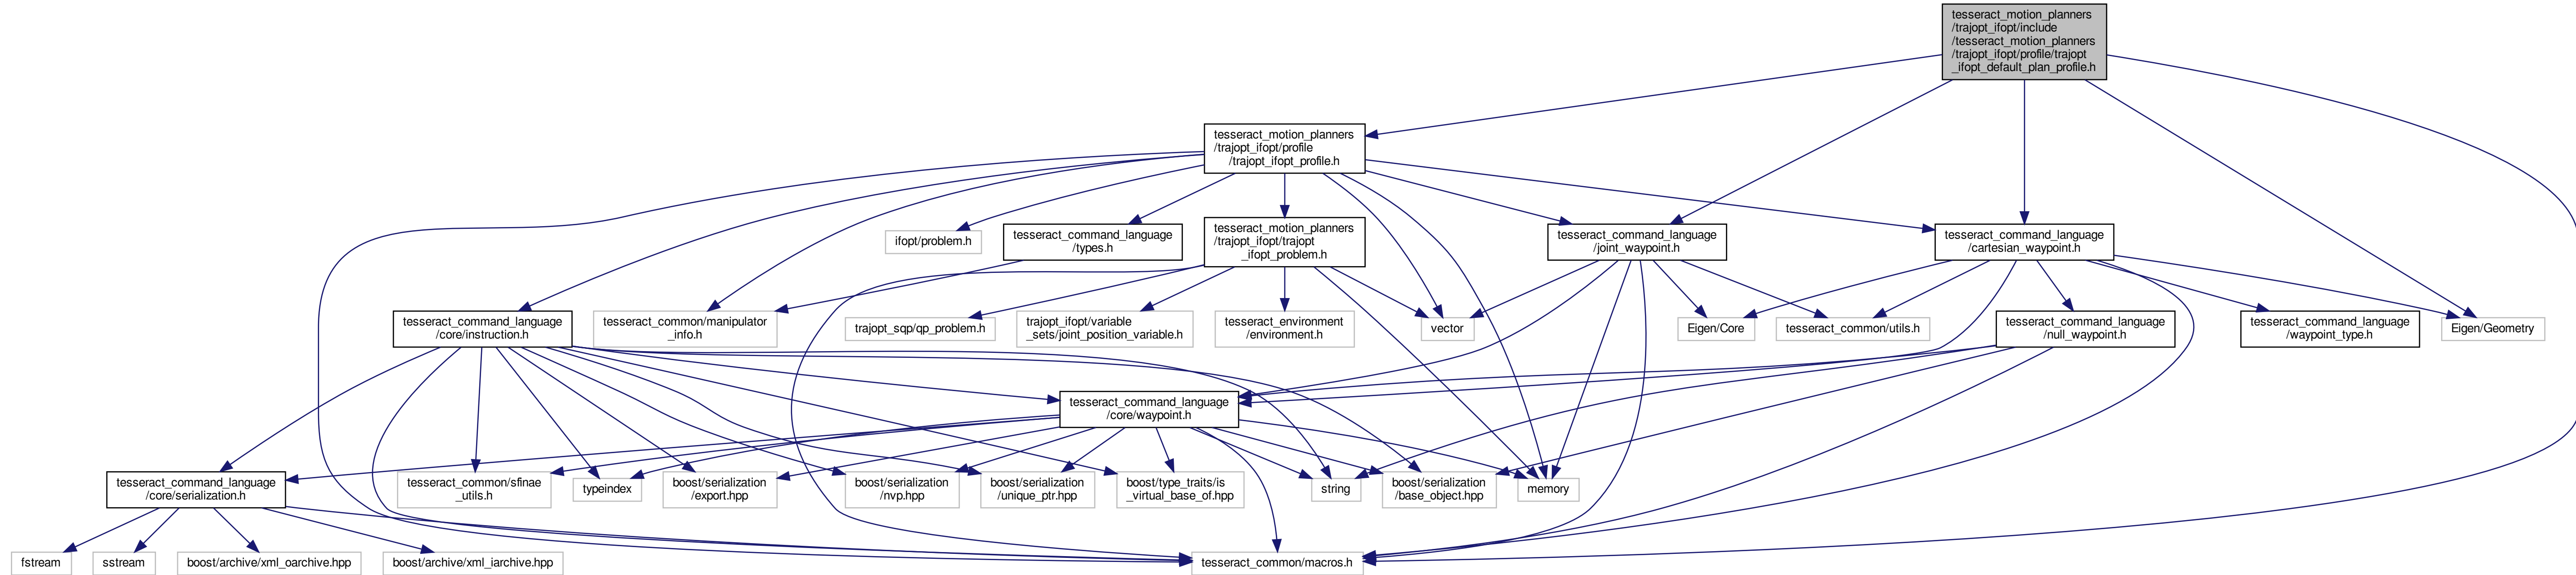 tesseract_motion_planners
/trajopt_ifopt/include
/tesseract_motion_planners
/trajopt_ifopt/profile/trajopt
_ifopt_default_plan_profile.h
tesseract_motion_planners
/trajopt_ifopt/profile
/trajopt_ifopt_profile.h
ifopt/problem.h
tesseract_command_language
/types.h
tesseract_motion_planners
/trajopt_ifopt/trajopt
_ifopt_problem.h
tesseract_command_language
/joint_waypoint.h
tesseract_command_language
/cartesian_waypoint.h
tesseract_command_language
/core/instruction.h
tesseract_common/manipulator
_info.h
trajopt_sqp/qp_problem.h
trajopt_ifopt/variable
_sets/joint_position_variable.h
tesseract_environment
/environment.h
vector
Eigen/Core
tesseract_common/utils.h
tesseract_command_language
/null_waypoint.h
tesseract_command_language
/waypoint_type.h
Eigen/Geometry
tesseract_command_language
/core/waypoint.h
tesseract_command_language
/core/serialization.h
tesseract_common/sfinae
_utils.h
typeindex
boost/serialization
/export.hpp
boost/serialization
/nvp.hpp
boost/serialization
/unique_ptr.hpp
boost/type_traits/is
_virtual_base_of.hpp
string
boost/serialization
/base_object.hpp
memory
fstream
sstream
boost/archive/xml_oarchive.hpp
boost/archive/xml_iarchive.hpp
tesseract_common/macros.h